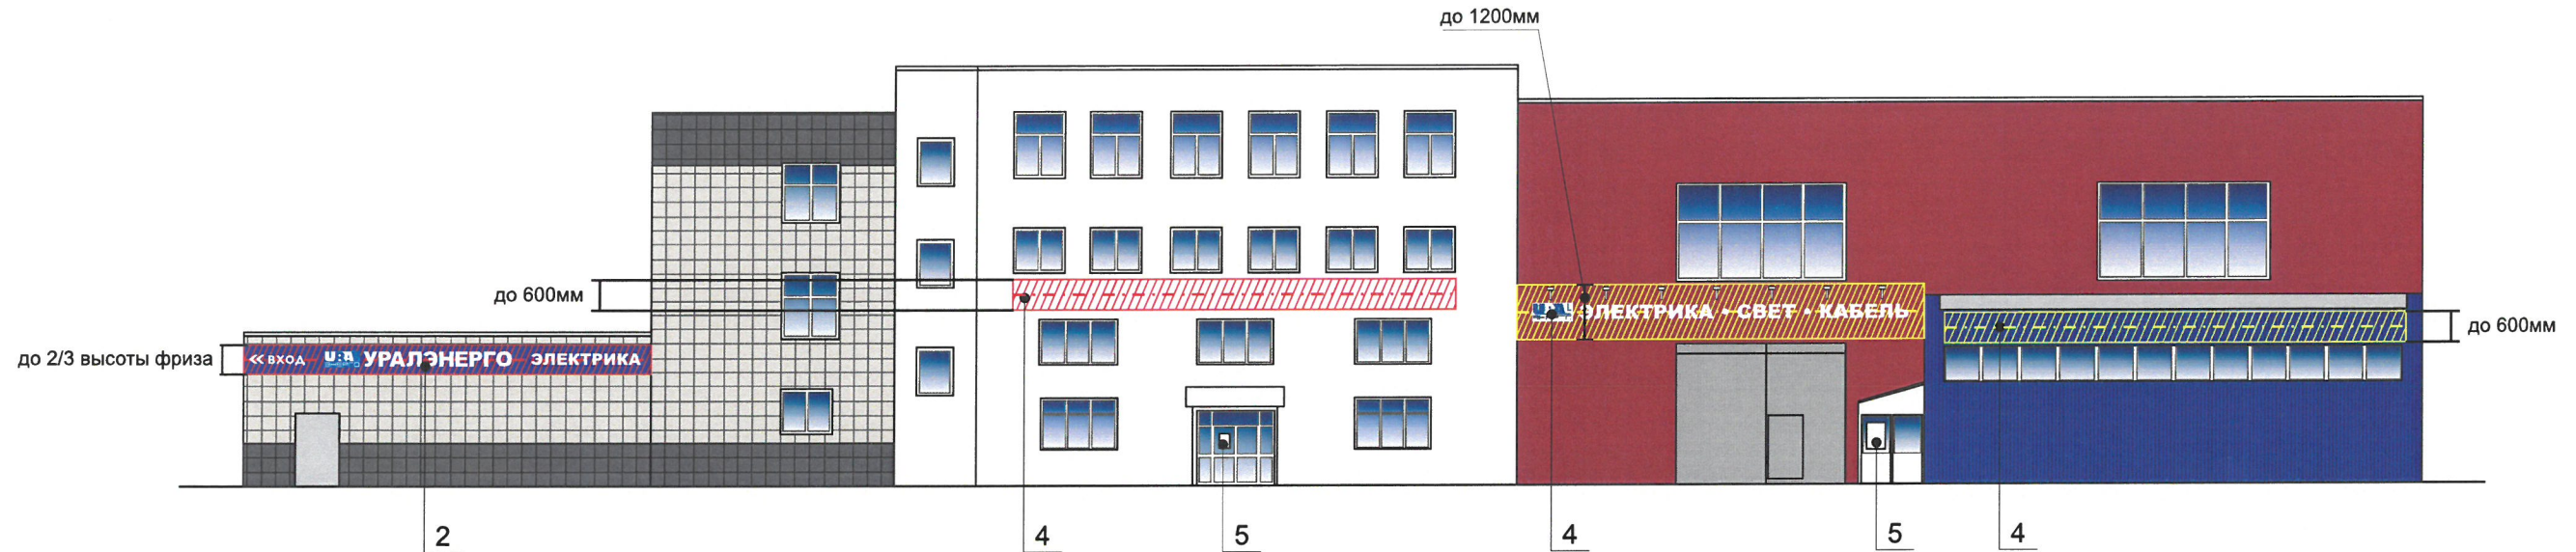 до 1200мм
до 600мм
ЭЛЕКТРИКА • СВЕТ • КАБЕЛЬ
до 600мм
до 2/3 высоты фриза
<< ВХОД УРАЛЭНЕРГО ЭЛЕКТРИКА
2
4
5
4
5
4